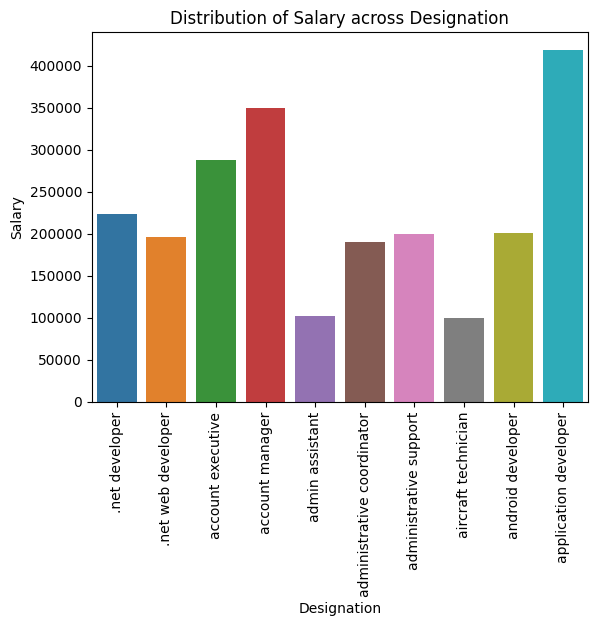 Distribution of Salary across Designation
Salary
400000
350000
300000
250000
200000
150000
100000
50000
0
.net developer
.net web developer
account executive
account manager
admin assistant
administrative coordinator
administrative support
aircraft technician
android developer
application developer
Designation